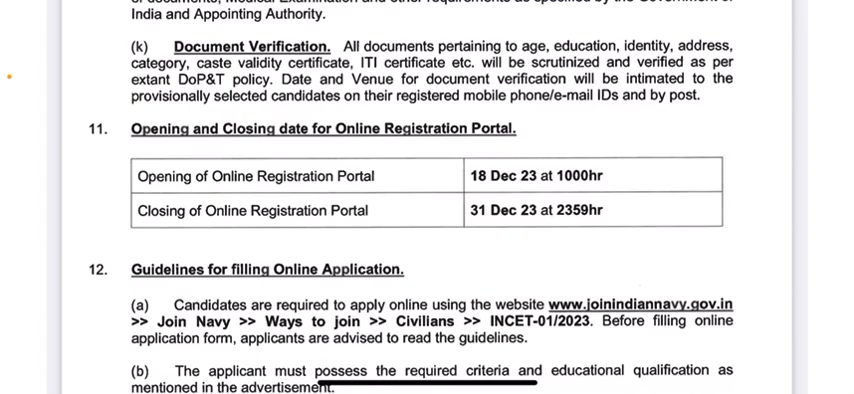 India and Appointing Authority.
(k) Document Verification. All documents pertaining to age, education, identity, address,
category, caste validity certificate, ITI certificate etc. will be scrutinized and verified as per
extant DoP&T policy. Date and Venue for document verification will be intimated to the
provisionally selected candidates on their registered mobile phone/e-mail IDs and by post.
11. Opening and Closing date for Online Registration Portal.
Opening of Online Registration Portal 18 Dec 23 at 1000hr
Closing of Online Registration Portal 31 Dec 23 at 2359hr
12. Guidelines for filling Online Application.
(a) Candidates are required to apply online using the website www.joinindiannavy.gov.in
>> Join Navy >> Ways to join >> Civilians >> INCET-01/2023. Before filling online
application form, applicants are advised to read the guidelines.
(b) The applicant must possess the required criteria and educational qualification as
mentioned in the advertisement.